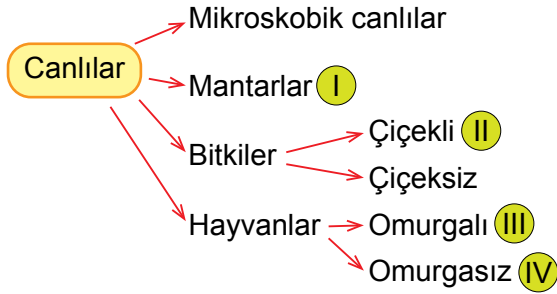 Mikroskobik canlılar
Canlılar
Mantarlar I
Çiçekli II
Bitkiler
Çiçeksiz
Hayvanlar Omurgalı III
Omurgasız IV